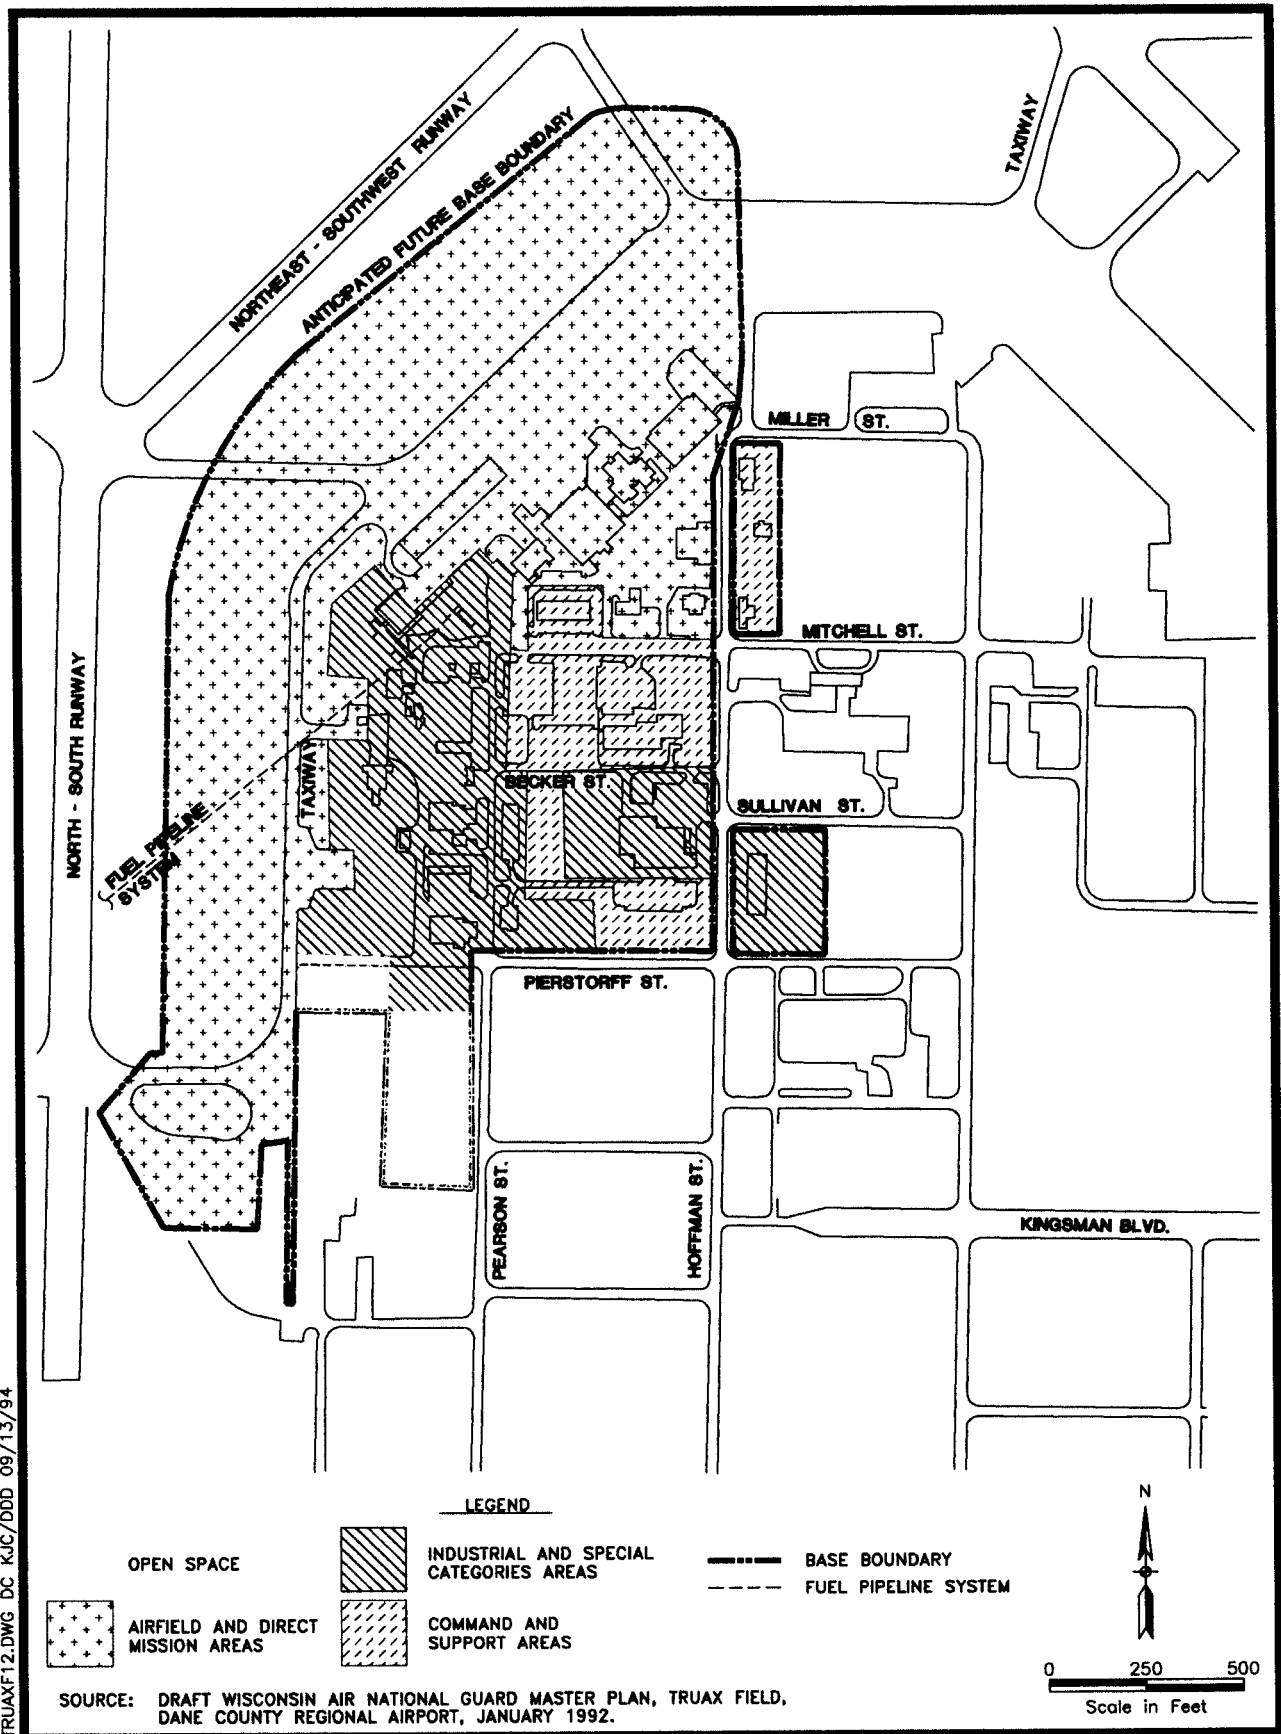 NORTHEAST - SOUTHWEST RUNWAY
ANTICIPATED FUTURE BASE BOUNDARY
TAXIWAY
MILLER ST.
MITCHELL ST.
NORTH - SOUTH RUNWAY
TAXIWAY
BECKER ST.
SULLIVAN ST.
FUEL PIPELINE
SYSTEM
PIERSTORFF ST.
PEARSON ST.
HOFFMAN ST.
KINGSMAN BLVD.
TRUAXF12.DWG DC KJC/DDD 09/13/94
LEGEND
OPEN SPACE
AIRFIELD AND DIRECT
MISSION AREAS
INDUSTRIAL AND SPECIAL
CATEGORIES AREAS
COMMAND AND
SUPPORT AREAS
BASE BOUNDARY
FUEL PIPELINE SYSTEM
N
0 250 500
Scale in Feet
SOURCE: DRAFT WISCONSIN AIR NATIONAL GUARD MASTER PLAN, TRUAX FIELD,
DANE COUNTY REGIONAL AIRPORT, JANUARY 1992.